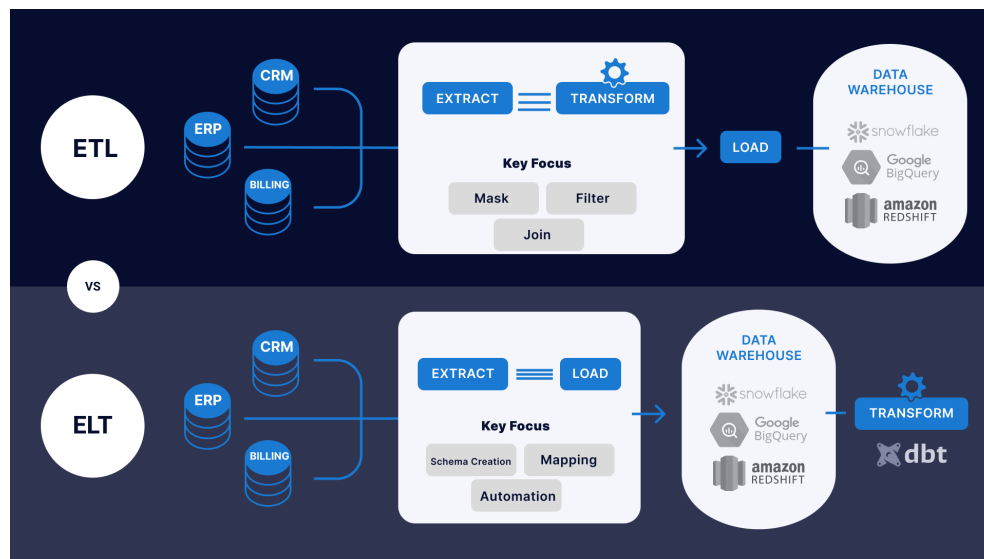 ETL
CRM
ERP
BILLING
EXTRACT
TRANSFORM
Key Focus
Mask
Filter
Join
LOAD
DATA
WAREHOUSE
snowflake
Google
BigQuery
amazon
REDSHIFT
VS
ELT
CRM
ERP
BILLING
EXTRACT
LOAD
Key Focus
Schema Creation
Mapping
Automation
DATA
WAREHOUSE
snowflake
Google
BigQuery
amazon
REDSHIFT
TRANSFORM
dbt